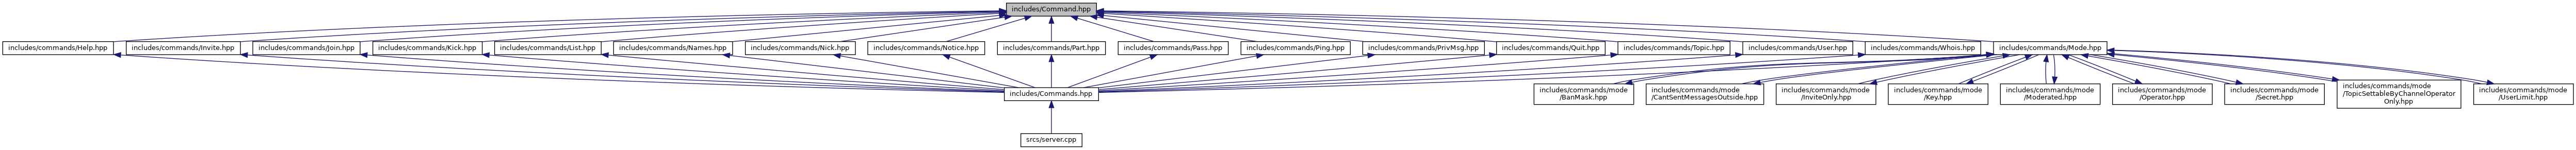 includes/Command.hpp
includes/commands/Help.hpp
includes/commands/Invite.hpp
includes/commands/Join.hpp
includes/commands/Kick.hpp
includes/commands/List.hpp
includes/commands/Names.hpp
includes/commands/Nick.hpp
includes/commands/Notice.hpp
includes/commands/Part.hpp
includes/commands/Pass.hpp
includes/commands/Ping.hpp
includes/commands/PrivMsg.hpp
includes/commands/Quit.hpp
includes/commands/Topic.hpp
includes/commands/User.hpp
includes/commands/Whois.hpp
includes/commands/Mode.hpp
includes/Commands.hpp
includes/commands/mode
/BanMask.hpp
includes/commands/mode
/CantSentMessagesOutside.hpp
includes/commands/mode
/InviteOnly.hpp
includes/commands/mode
/Key.hpp
includes/commands/mode
/Moderated.hpp
includes/commands/mode
/Operator.hpp
includes/commands/mode
/Secret.hpp
includes/commands/mode
/TopicSettableByChannelOperator
Only.hpp
includes/commands/mode
/UserLimit.hpp
srcs/server.cpp